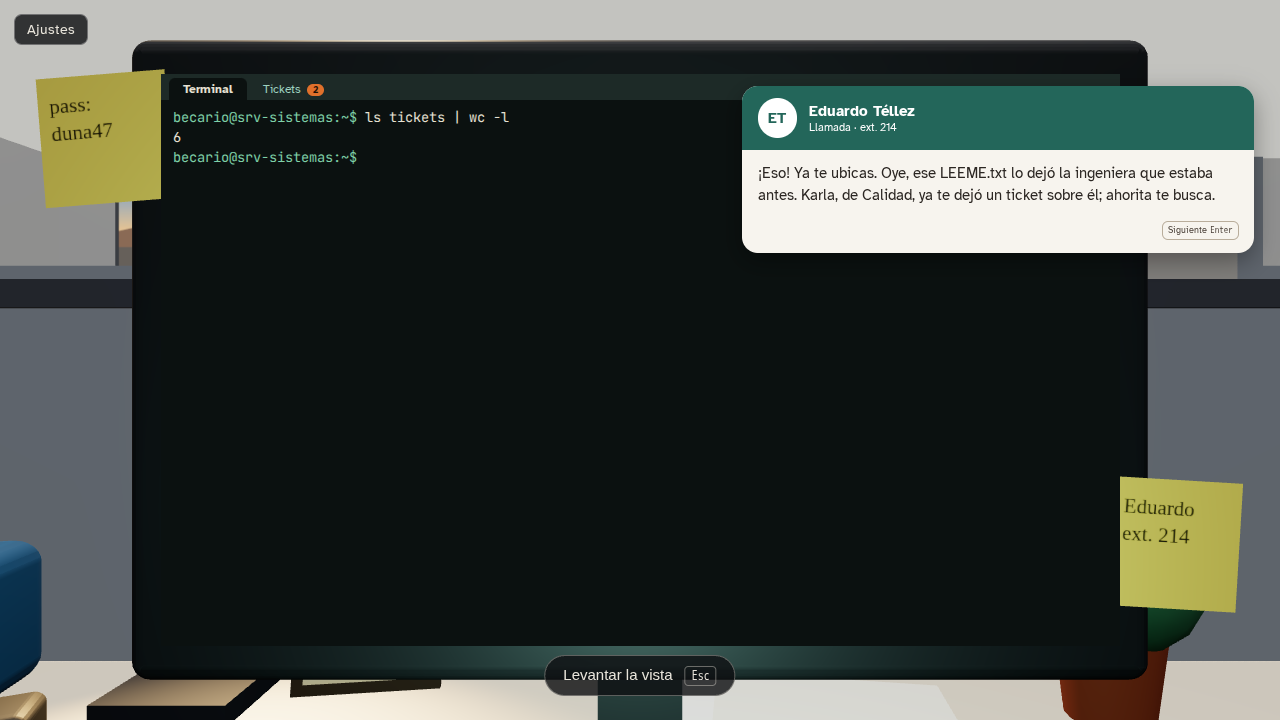 Ajustes
pass:
duna47
Terminal
Tickets 2
becario@srv-sistemas:~$ ls tickets | wc -l
6
becario@srv-sistemas:~$
ET
Eduardo Téllez
Llamada · ext. 214
¡Eso! Ya te ubicas. Oye, ese LEEME.txt lo dejó la ingeniera que estaba
antes. Karla, de Calidad, ya te dejó un ticket sobre él; ahorita te busca.
Siguiente Enter
Eduardo
ext. 214
Levantar la vista Esc